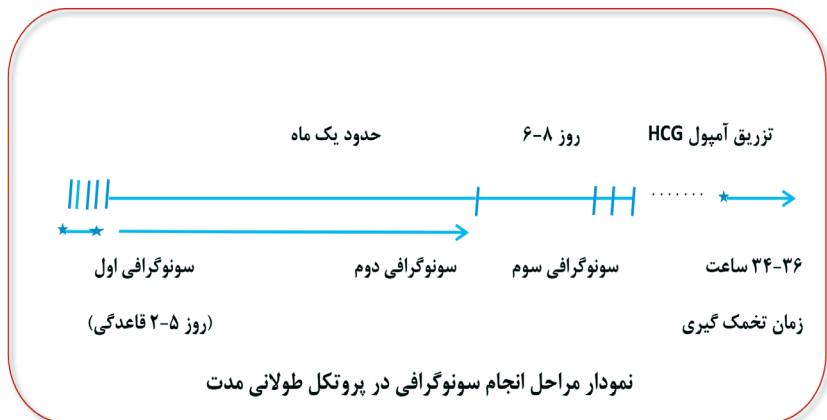 تزریق آمپول HCG
روز ۸-۶
حدود یک ماه
۳۴-۳۶ ساعت
سونوگرافی سوم
سونوگرافی دوم
سونوگرافی اول
زمان تخمک گیری
(روز ۵-۲ قاعدگی)
نمودار مراحل انجام سونوگرافی در پروتکل طولانی مدت